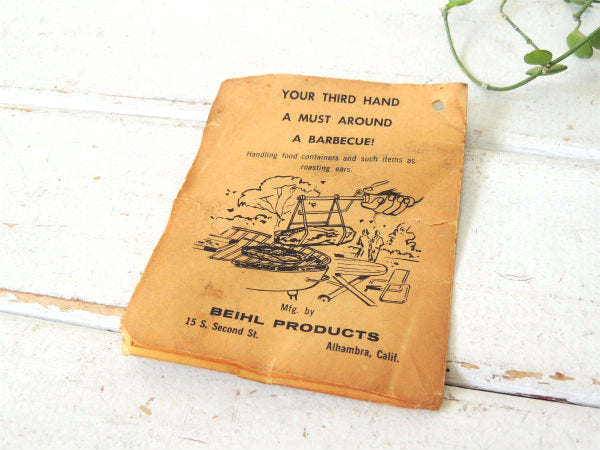 YOUR THIRD HAND
A MUST AROUND
A BARBECUE!
Handling food containers and such items as
roasting ears.
Mfg. by
BEIHL PRODUCTS
15 S. Second St.
Alhambra, Calif.